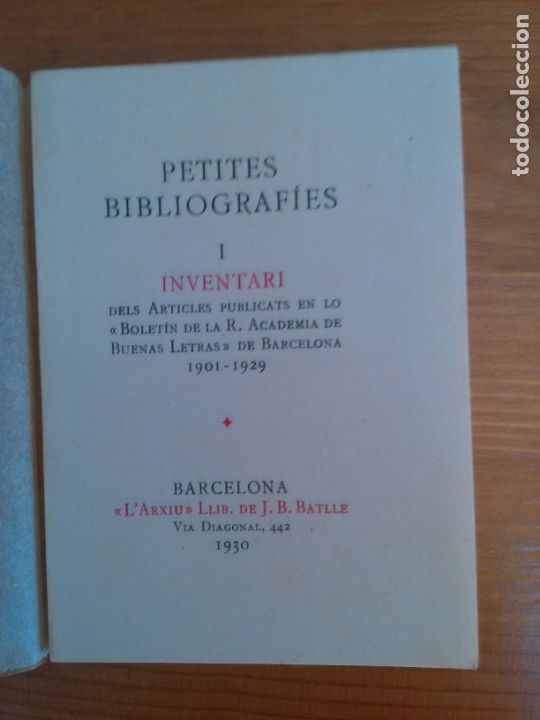 PETITES
BIBLIOGRAFÍES
I
INVENTARI
DELS ARTICLES PUBLICATS EN LO
«BOLETÍN DE LA R. ACADEMIA DE
BUENAS LETRAS» DE BARCELONA
1901-1929
BARCELONA
«L'ARXIU» LLIB. DE J. B. BATLLE
VIA DIAGONAL, 442
1930
todocoleccion